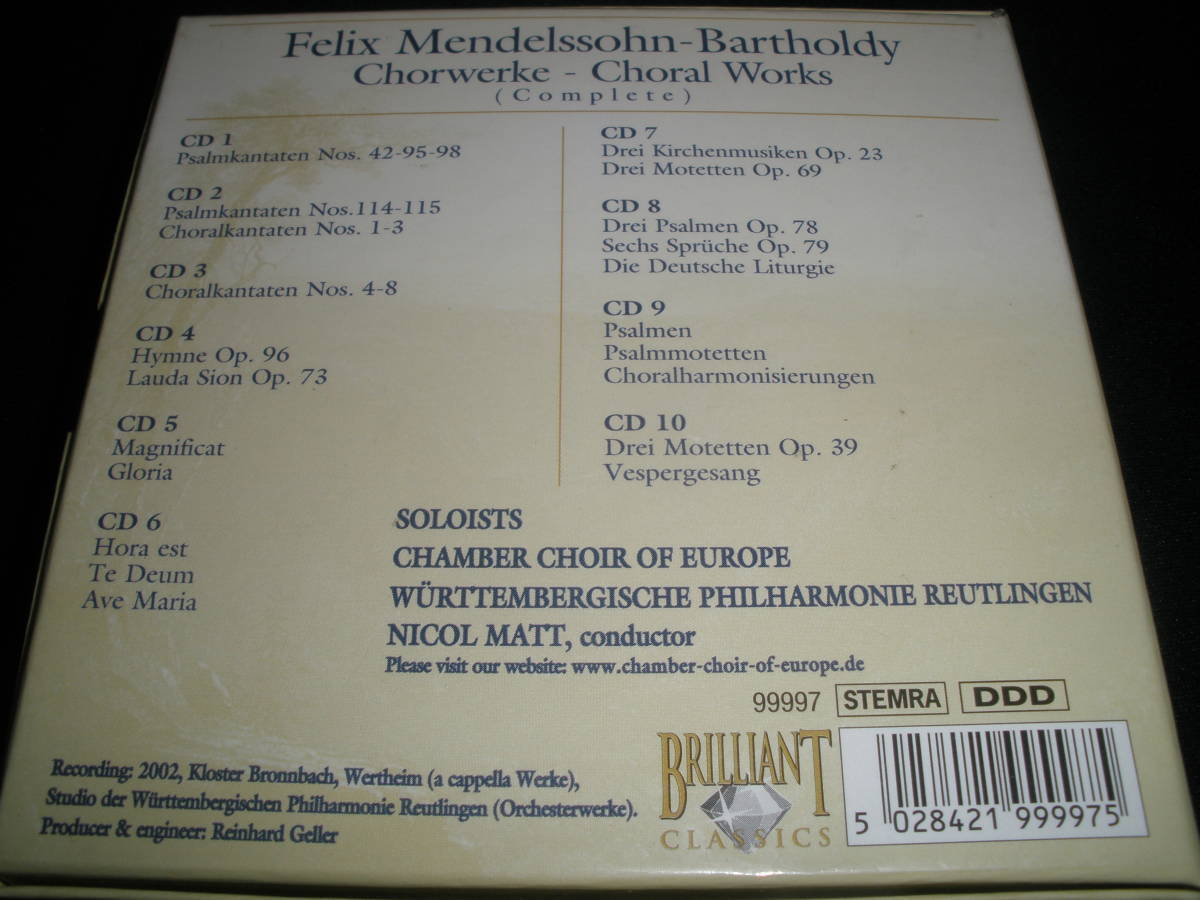 Felix Mendelssohn-Bartholdy
Chorwerke - Choral Works
(Complete)
CD 1
Psalmkantaten Nos. 42-95-98
CD 2
Psalmkantaten Nos.114-115
Choralkantaten Nos. 1-3
CD 3
Choralkantaten Nos. 4-8
CD 4
Hymne Op. 96
Lauda Sion Op. 73
CD 5
Magnificat
Gloria
CD 6
Hora est
Te Deum
Ave Maria
CD 7
Drei Kirchenmusiken Op. 23
Drei Motetten Op. 69
CD 8
Drei Psalmen Op. 78
Sechs Sprüche Op. 79
Die Deutsche Liturgie
CD 9
Psalmen
Psalmmotetten
Choralharmonisierungen
CD 10
Drei Motetten Op. 39
Vespergesang
SOLOISTS
CHAMBER CHOIR OF EUROPE
WÜRTTEMBERGISCHE PHILHARMONIE REUTLINGEN
NICOL MATT, conductor
Please visit our website: www.chamber-choir-of-europe.de
99997 STEMRA DDD
Recording: 2002, Kloster Bronnbach, Wertheim (a cappella Werke),
Studio der Württembergischen Philharmonie Reutlingen (Orchesterwerke).
Producer & engineer: Reinhard Geller
BRILLIANT
CLASSICS
5 028421 999975